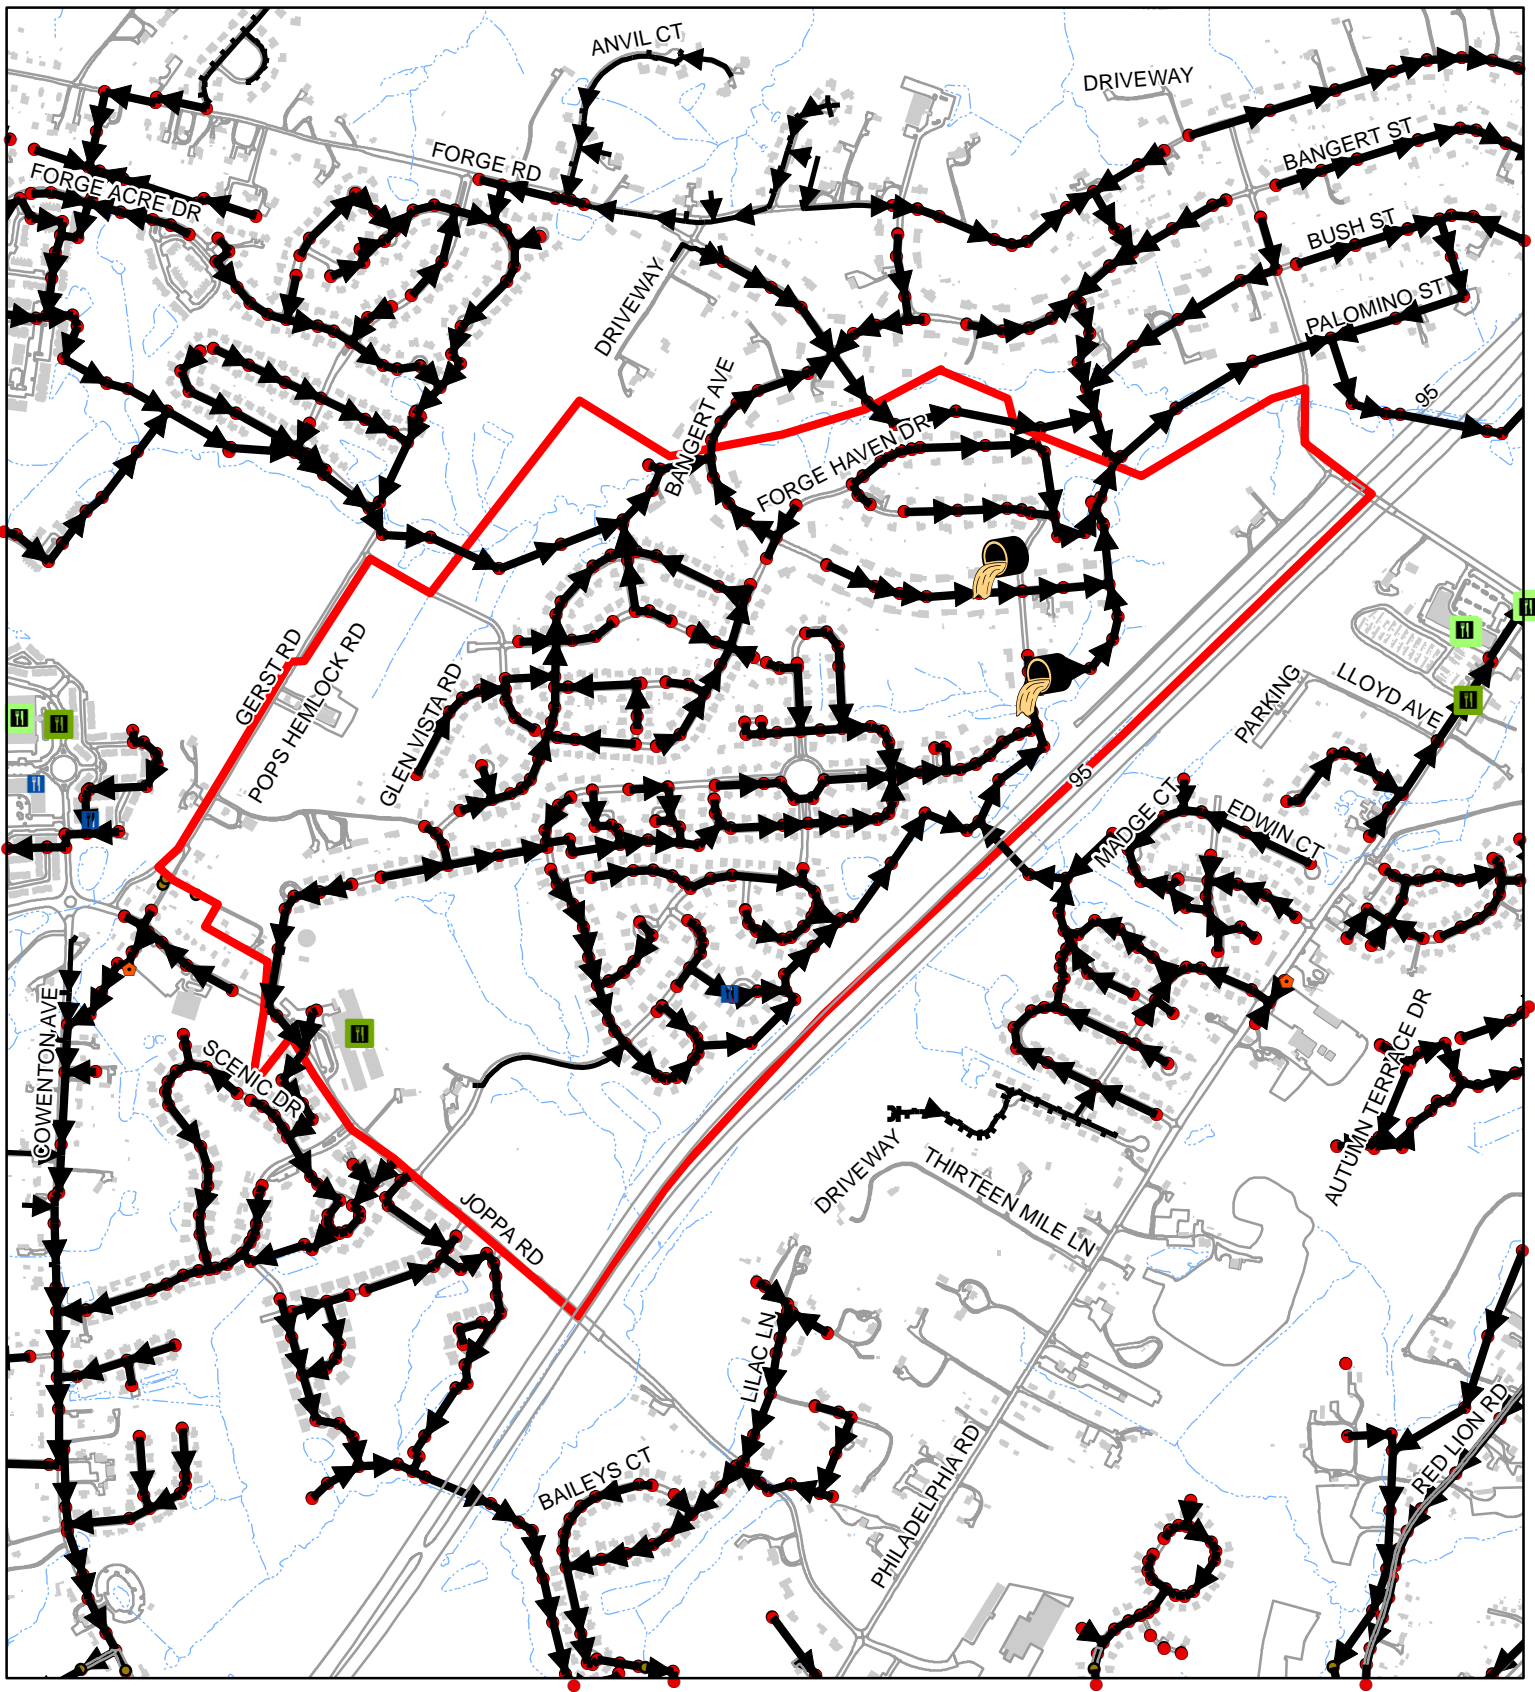 ANVIL CT
DRIVEWAY
BANGERT ST
FORGE RD
FORGE ACRE DR
BUSH ST
DRIVEWAY
PALOMINO ST
95
BANGERT AVE
FORGE HAVEN DR
GERST RD
POPS HEMLOCK RD
GLEN VISTA RD
PARKING
LLOYD AVE
95
MADGE CT
EDWIN CT
COWENTON AVE
SCENIC DR
AUTUMN TERRACE DR
DRIVEWAY
THIRTEEN MILE LN
JOPPA RD
LILAC LN
BAILEYS CT
PHILADELPHIA RD
RED LION RD